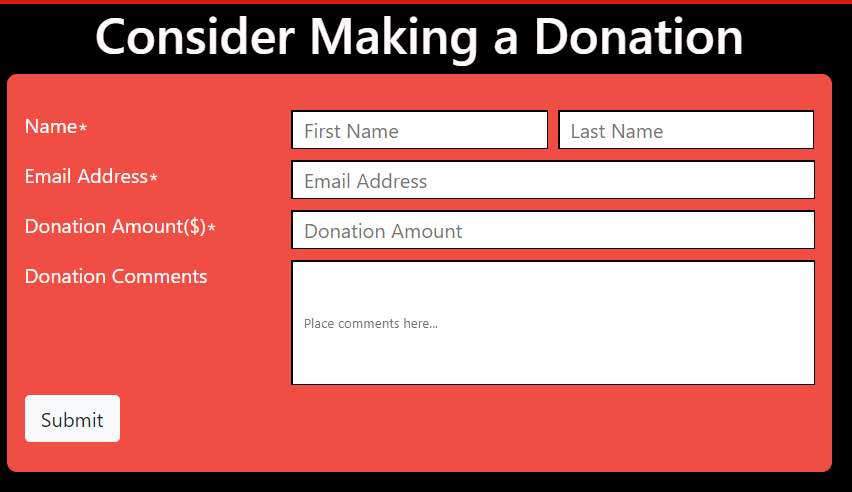 Consider Making a Donation
Name* First Name Last Name
Email Address* Email Address
Donation Amount($)* Donation Amount
Donation Comments
Place comments here...
Submit